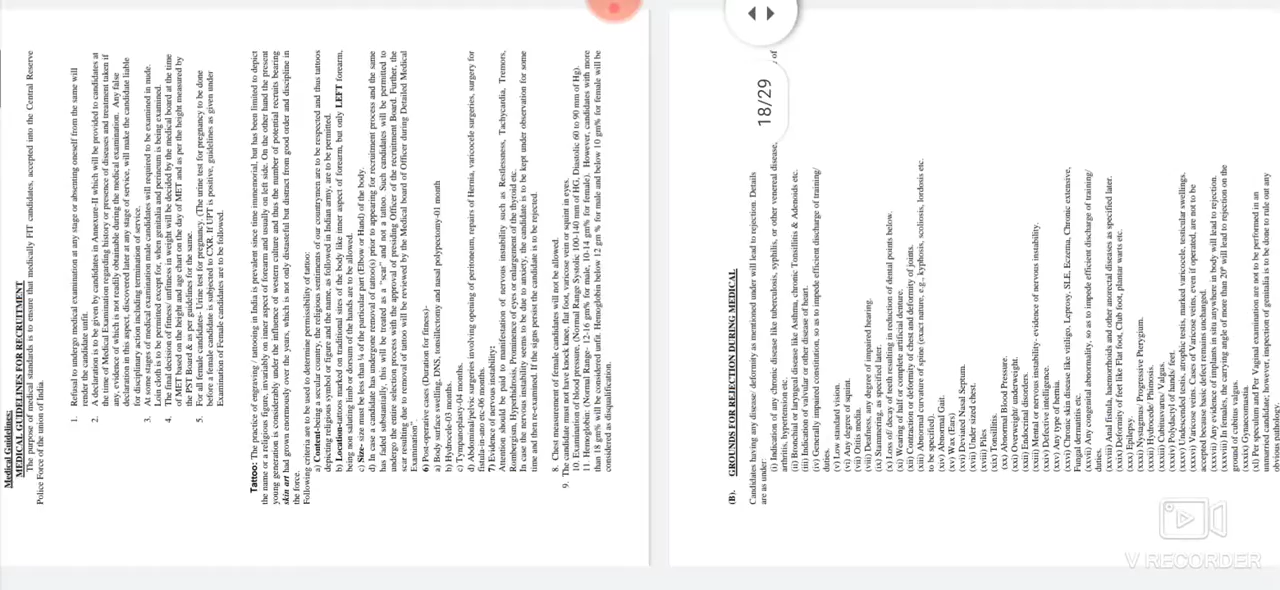 Medical Guidelines:
MEDICAL GUIDELINES FOR RECRUITMENT
The purpose of medical standards is to ensure that medically FIT candidates, accepted into the Central Reserve
Police Force of the union of India.
1. Refusal to undergo medical examination at any stage or absenting oneself from the same will
render the candidate unfit.
2. A declaration is to be given by candidates in Annexure-II which will be provided to candidates at
the time of Medical Examination regarding history or presence of diseases and treatment taken if
any, evidence of which is not readily obtainable during the medical examination. Any false
declaration in this aspect, discovered later at any stage of service, will make the candidate liable
for disciplinary action including termination of service.
3. At some stages of medical examination male candidates will required to be examined in nude.
Loin cloth is to be permitted except for, when genitalia and perineum is being examined.
4. The final decision of fitness/ unfitness in weight will be decided by the medical board at the time
of MET based on the height and age chart on the day of MET and as per the height measured by
the PST Board & as per guidelines for the same.
5. For all female candidates- Urine test for pregnancy. (The urine test for pregnancy to be done
before a female candidate is subjected to CXR. If UPT is positive, guidelines as given under
Examination of Female candidates are to be followed.
Tattoo: The practice of engraving / tattooing in India is prevalent since time immemorial, but has been limited to depict
the name or a religious figure, invariably on inner aspect of forearm and usually on left side. On the other hand the present
young generation is considerably under the influence of western culture and thus the number of potential recruits bearing
skin art had grown enormously over the years, which is not only distasteful but distract from good order and discipline in
the force.
Following criteria are to be used to determine permissibility of tattoo:
a) Content-being a secular country, the religious sentiments of our countrymen are to be respected and thus tattoos
depicting religious symbol or figure and the name, as followed in Indian army, are to be permitted.
b) Location-tattoos marked on traditional sites of the body like inner aspect of forearm, but only LEFT forearm,
being non saluting limb or dorsum of the hands are to be allowed.
c) Size- size must be less than ¼ of the particular part (Elbow or Hand) of the body.
d) In case a candidate has undergone removal of tattoo(s) prior to appearing for recruitment process and the same
has faded substantially, this will be treated as a "scar" and not a tattoo. Such candidates will be permitted to
undergo the entire selection process with the approval of presiding Officer of the recruitment Board. Further, the
scar resulting due to removal of tattoo will be reviewed by the Medical board of Officer during Detailed Medical
Examination".
6) Post-operative cases (Duration for fitness)-
a) Body surface swelling, DNS, tonsillectomy and nasal polypectomy-01 month
b) Hydrocele-03 months.
c) Tympanoplasty-04 months.
d) Abdominal/pelvic surgeries involving opening of peritoneum, repairs of Hernia, varicocele surgeries, surgery for
fistula-in-ano etc-06 months.
7) Evidence of nervous instability:
Attention should be paid to manifestation of nervous instability such as Restlessness, Tachycardia, Tremors,
Rombergism, Hyperhidrosis, Prominence of eyes or enlargement of the thyroid etc.
In case the nervous instability seems to be due to anxiety, the candidate is to be kept under observation for some
time and then re-examined. If the signs persist the candidate is to be rejected.
8. Chest measurement of female candidates will not be done.
9. The candidate must not have knock knee, flat foot, varicose vein or squint in eyes.
10. Examination of blood pressure. (Normal Range Systolic 100-140 mm of HG, Diastolic 60 to 90 mm of Hg).
11. Hemoglobin: (Normal Range- 12-16 gm% for male, 10-14 gm% for female). However, candidates with more
than 18 gm% will be considered unfit. Hemoglobin below 12 gm % for male and below 10 gm% for female will be
considered as disqualification.
18/29
(B). GROUNDS FOR REJECTION DURING MEDICAL
Candidates having any disease/ deformity as mentioned under will lead to rejection. Details of
are as under:
(i) Indication of any chronic disease like tuberculosis, syphilis, or other venereal disease,
arthritis, hypertension etc.
(ii) Bronchial or laryngal disease like Asthma, chronic Tonsillitis & Adenoids etc.
(iii) Indication of valvular or other disease of heart.
(iv) Generally impaired constitution, so as to impede efficient discharge of training/
duties.
(v) Low standard vision.
(vi) Any degree of squint.
(vii) Otitis media.
(viii) Deafness, any degree of impaired hearing.
(ix) Stammering, as specified later.
(x) Loss of/ decay of teeth resulting in reduction of dental points below.
(xi) Wearing of half or complete artificial denture.
(xii) Contraction or deformity of chest and deformity of joints.
(xiii) Abnormal curvature of spine (exact nature, e.g., kyphosis, scoliosis, lordosis etc.
to be specified).
(xiv) Abnormal Gait.
(xv) Wax (Ears)
(xvi) Deviated Nasal Septum.
(xvii) Under sized chest.
(xviii) Piles
(xix) Tonsillitis.
(xx) Abnormal Blood Pressure.
(xxi) Overweight/ underweight.
(xxii) Endocrinal disorders.
(xxiii) Mental or nervous instability- evidence of nervous instability.
(xxiv) Defective intelligence.
(xxv) Any type of hernia.
(xxvi) Chronic skin disease like vitiligo, Leprosy, SLE, Eczema, Chronic extensive,
Fungal dermatitis etc.
(xxvii) Any congenital abnormality, so as to impede efficient discharge of training/
duties.
(xxviii) Anal fistula, haemorrhoids and other anorectal diseases as specified later.
(xxix) Deformity of feet like Flat foot, Club foot, plantar warts etc.
(xxx) Epilepsy
(xxxi) Nystagmus/ Progressive Pterygium.
(xxxii) Hydrocele/ Phimosis.
(xxxiii) Cubitus Varus/ Valgus.
(xxxiv) Polydactyl of hands/ feet.
(xxxv) Undescended testis, atrophic testis, marked varicocele, testicular swellings.
(xxxvi) Varicose veins. Cases of Varicose veins, even if operated, are not to be
accepted because basic defect remains unchanged.
(xxxvii) Any evidence of implants in situ anywhere in body will lead to rejection.
(xxxviii) In females, the carrying angle of more than 20° will lead to rejection on the
ground of cubitus valgus.
(xxxix) Gynecomastia.
(xl) Per speculum and Per Vaginal examination are not to be performed in an
unmarried candidate; however, inspection of genitalia is to be done to rule out any
obvious pathology.
V RECORDER